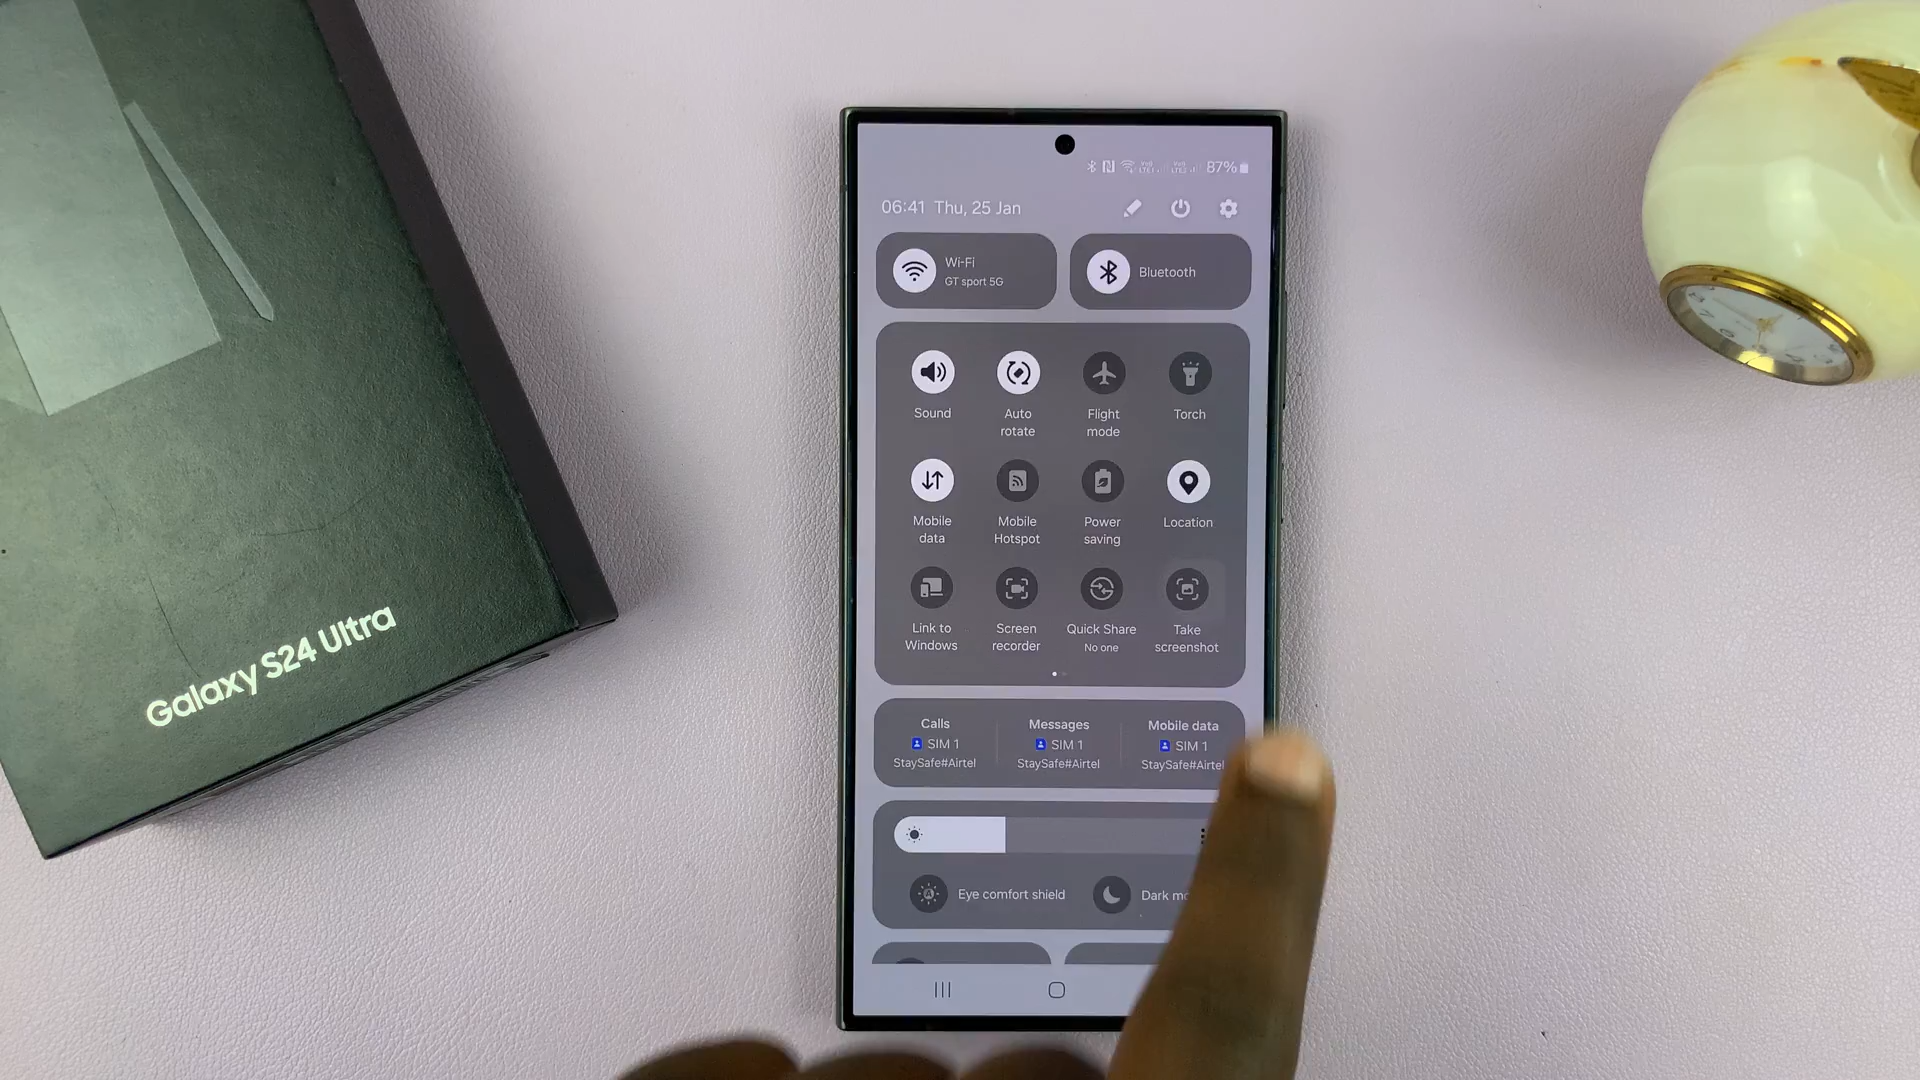 Galaxy S24 Ultra
87%
06:41 Thu, 25 Jan
Wi-Fi
GT sport 5G
Bluetooth
Sound
Auto
rotate
Flight
mode
Torch
Mobile
data
Mobile
Hotspot
Power
saving
Location
Link to
Windows
Screen
recorder
Quick Share
No one
Take
screenshot
Calls
SIM 1
StaySafe#Airtel
Messages
SIM 1
StaySafe#Airtel
Mobile data
SIM 1
StaySafe#Airtel
Eye comfort shield
Dark